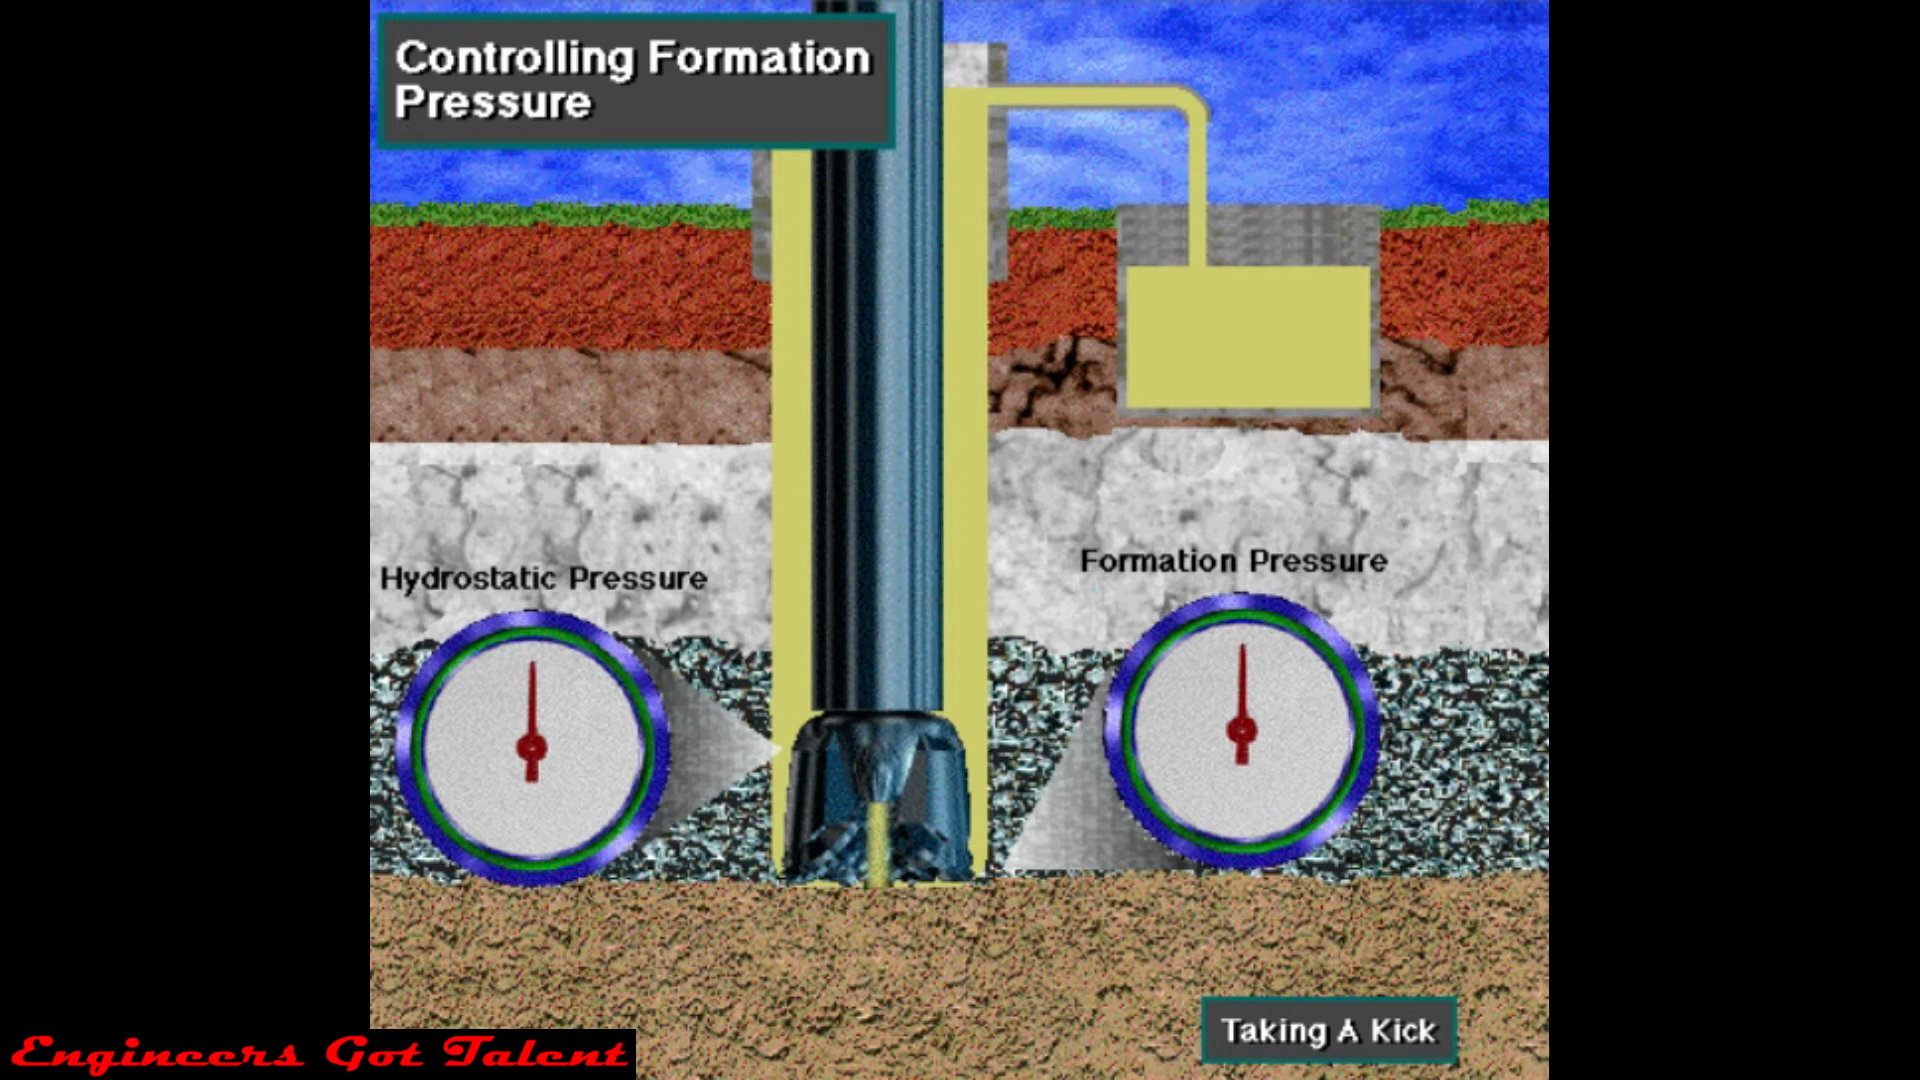 Controlling Formation
Pressure
Formation Pressure
Hydrostatic Pressure
Taking A Kick
Engineers Got Talent